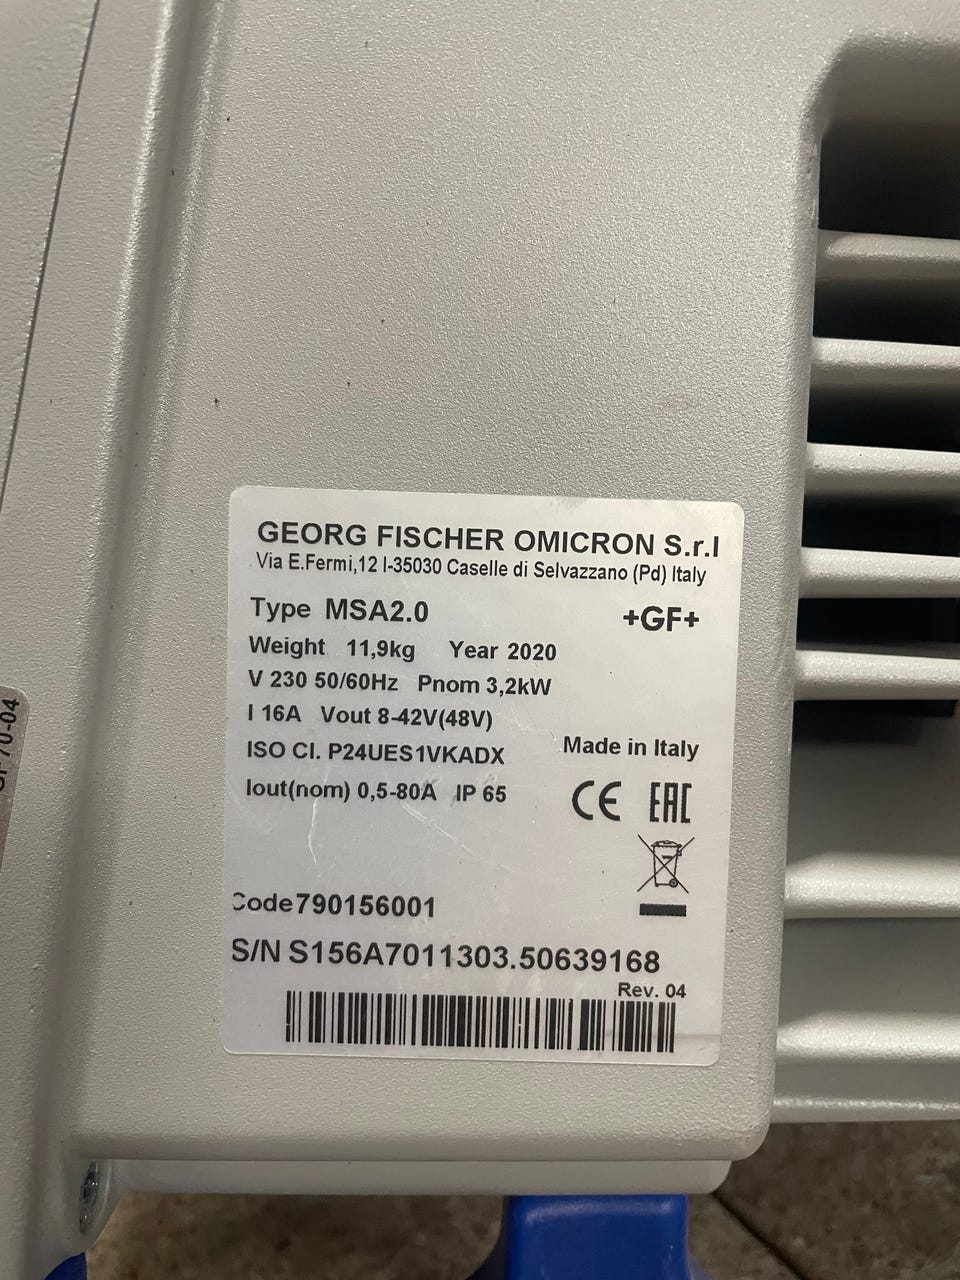 GEORG FISCHER OMICRON S.r.l
Via E.Fermi,12 I-35030 Caselle di Selvazzano (Pd) Italy
Type MSA2.0 +GF+
Weight 11,9kg Year 2020
V 230 50/60Hz Pnom 3,2kW
I 16A Vout 8-42V(48V)
ISO Cl. P24UES1VKADX Made in Italy
Iout(nom) 0,5-80A IP 65 CE EAC
Code 790156001
S/N S156A7011303.50639168
Rev. 04